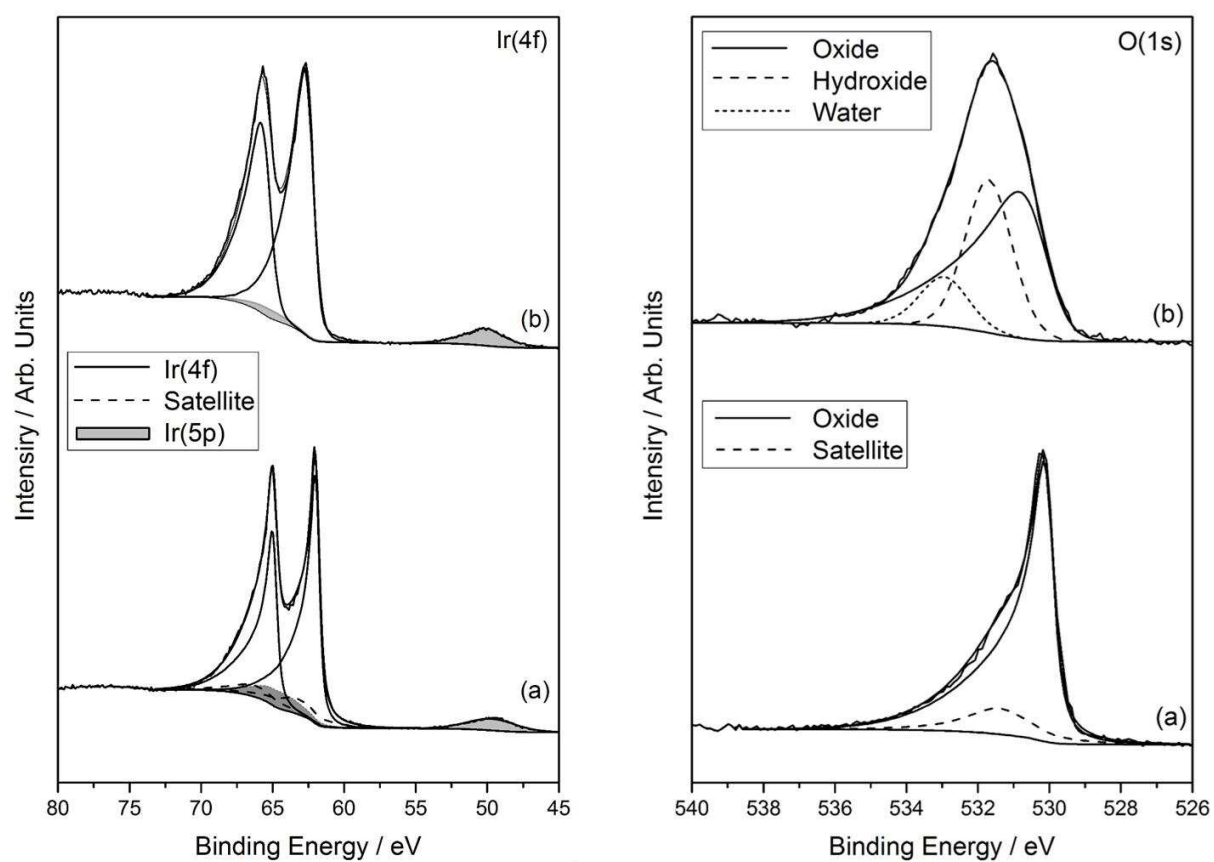 Ir(4f)
(b)
Ir(4f)
Satellite
Ir(5p)
(a)
Intensiry / Arb. Units
80 75 70 65 60 55 50 45
Binding Energy / eV
Oxide
Hydroxide
Water
O(1s)
(b)
Oxide
Satellite
(a)
Intensiry / Arb. Units
540 538 536 534 532 530 528 526
Binding Energy / eV